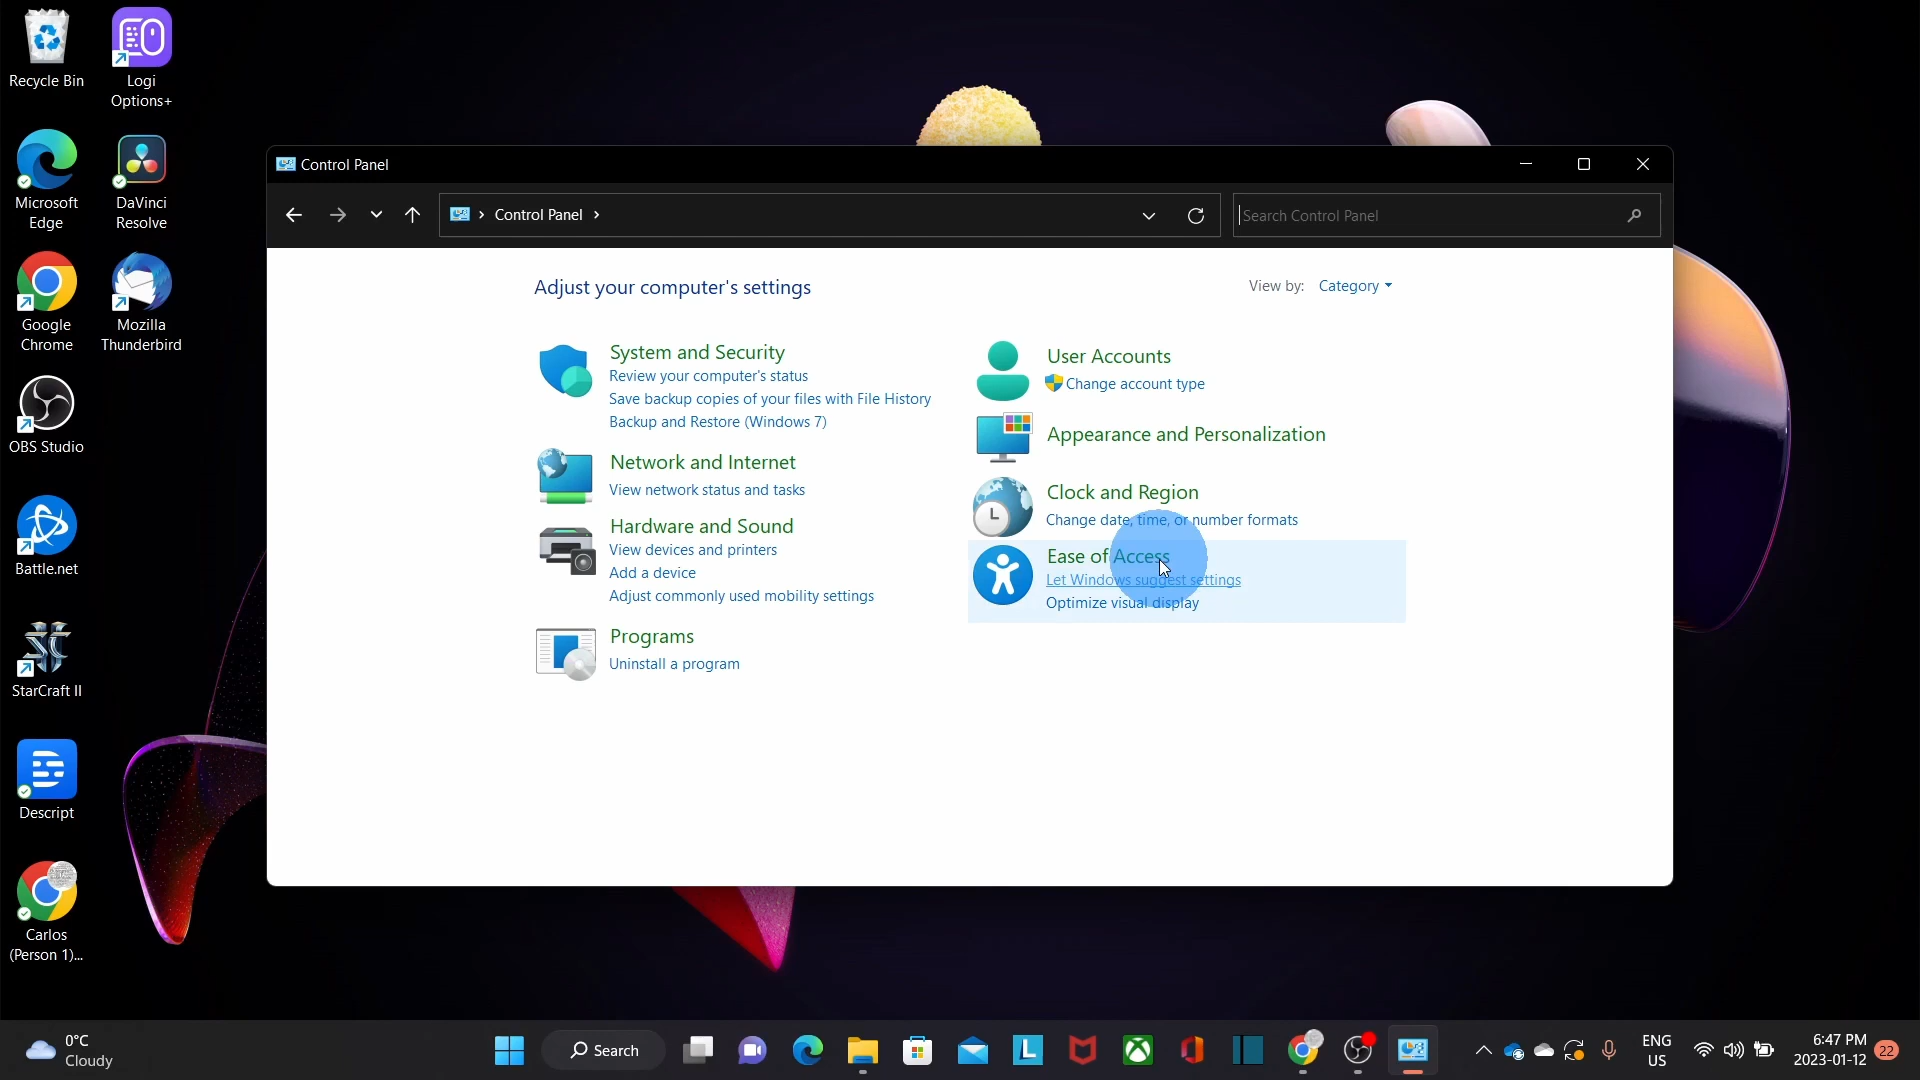 Recycle Bin
Logi
Options+
Microsoft
Edge
DaVinci
Resolve
Google
Chrome
Mozilla
Thunderbird
OBS Studio
Battle.net
StarCraft II
Descript
Carlos
(Person 1)...
Control Panel
Control Panel
Search Control Panel
Adjust your computer's settings
View by: Category
System and Security
Review your computer's status
Save backup copies of your files with File History
Backup and Restore (Windows 7)
Network and Internet
View network status and tasks
Hardware and Sound
View devices and printers
Add a device
Adjust commonly used mobility settings
Programs
Uninstall a program
User Accounts
Change account type
Appearance and Personalization
Clock and Region
Change date, time, or number formats
Ease of Access
Let Windows suggest settings
Optimize visual display
0°C
Cloudy
Search
L
ENG
US
6:47 PM
2023-01-12
22